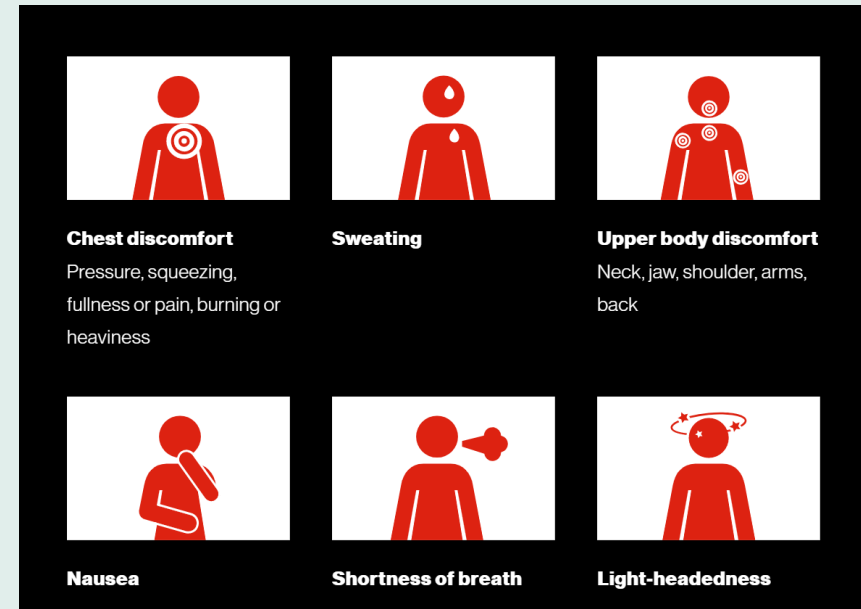 Chest discomfort
Pressure, squeezing,
fullness or pain, burning or
heaviness
Sweating
Upper body discomfort
Neck, jaw, shoulder, arms,
back
Nausea
Shortness of breath
Light-headedness